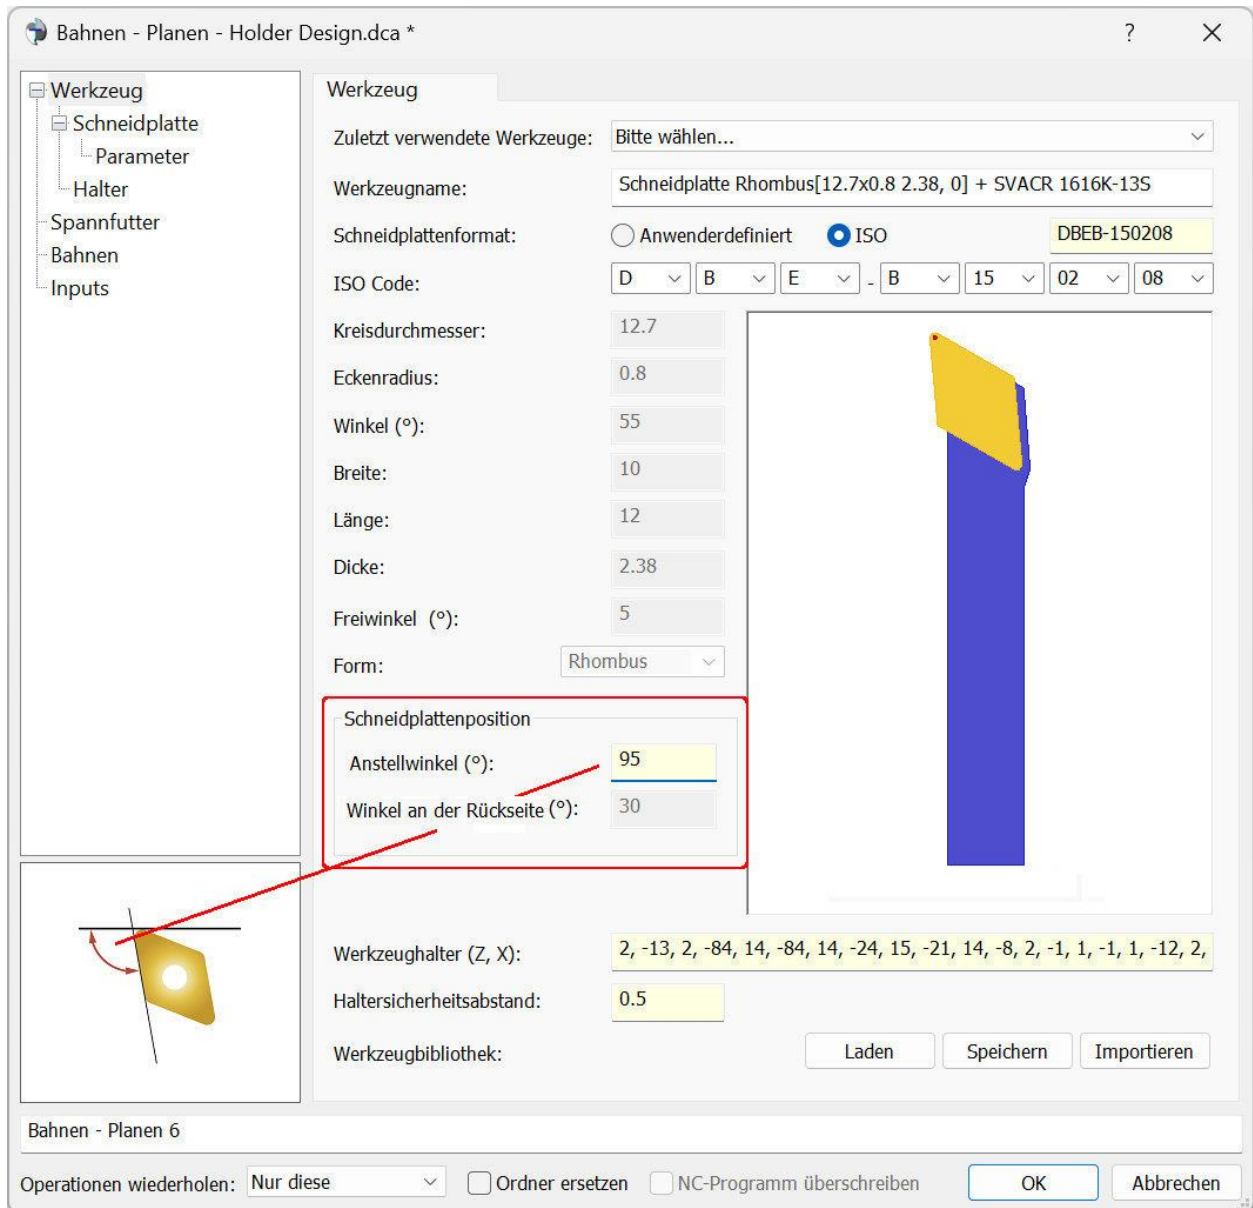 Bahnen - Planen - Holder Design.dca * ?
Werkzeug
Schneidplatte
Parameter
Halter
Spannfutter
Bahnen
Inputs
Werkzeug
Zuletzt verwendete Werkzeuge: Bitte wählen...
Werkzeugname: Schneidplatte Rhombus[12.7x0.8 2.38, 0] + SVACR 1616K-13S
Schneidplattenformat: Anwenderdefiniert ISO DBEB-150208
ISO Code: D B E - B 15 02 08
Kreisdurchmesser: 12.7
Eckenradius: 0.8
Winkel (°): 55
Breite: 10
Länge: 12
Dicke: 2.38
Freiwinkel (°): 5
Form: Rhombus
Schneidplattenposition
Anstellwinkel (°): 95
Winkel an der Rückseite (°): 30
Werkzeughalter (Z, X): 2, -13, 2, -84, 14, -84, 14, -24, 15, -21, 14, -8, 2, -1, 1, -1, 1, -12, 2,
Haltersicherheitsabstand: 0.5
Werkzeugbibliothek: Laden Speichern Importieren
Bahnen - Planen 6
Operationen wiederholen: Nur diese Ordner ersetzen NC-Programm überschreiben OK Abbrechen